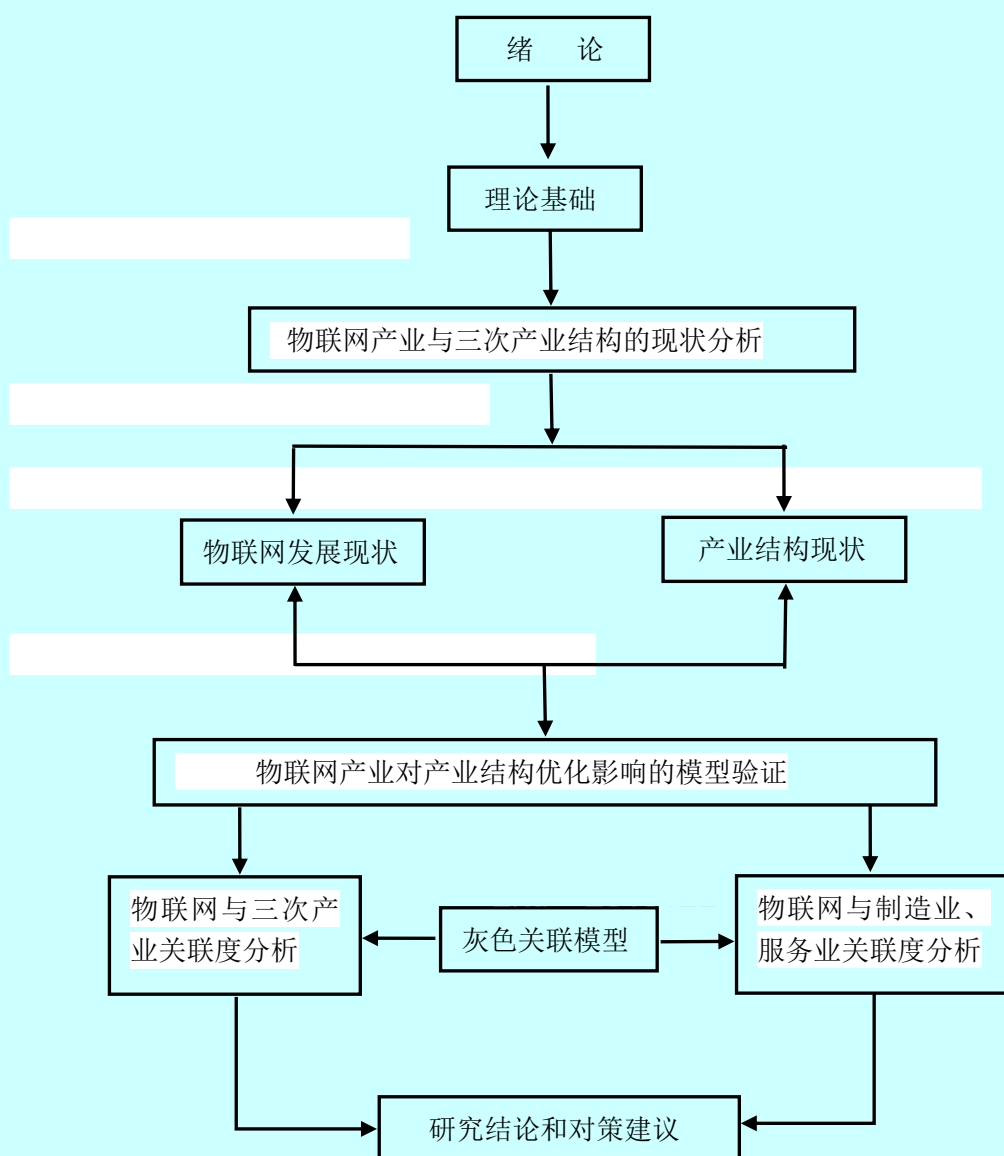 绪 论
理论基础
物联网产业与三次产业结构的现状分析
物联网发展现状
产业结构现状
物联网产业对产业结构优化影响的模型验证
物联网与三次产
业关联度分析
灰色关联模型
物联网与制造业、
服务业关联度分析
研究结论和对策建议